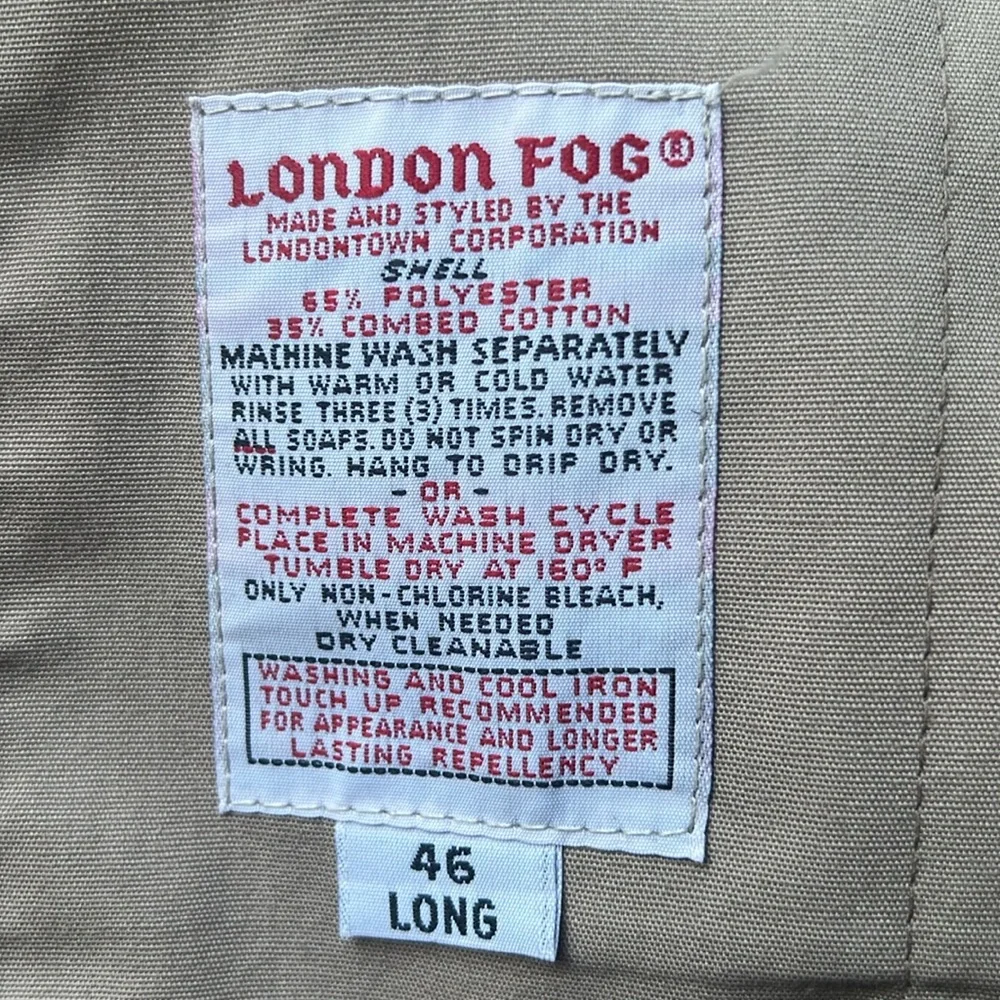 LONDON FOG®
MADE AND STYLED BY THE
LONDONTOWN CORPORATION
SHELL
65% POLYESTER
35% COMBED COTTON
MACHINE WASH SEPARATELY
WITH WARM OR COLD WATER
RINSE THREE (3) TIMES. REMOVE
ALL SOAPS. DO NOT SPIN DRY OR
WRING. HANG TO DRIP DRY.
- OR -
COMPLETE WASH CYCLE
PLACE IN MACHINE DRYER
TUMBLE DRY AT 160° F
ONLY NON-CHLORINE BLEACH,
WHEN NEEDED
DRY CLEANABLE
WASHING AND COOL IRON
TOUCH UP RECOMMENDED
FOR APPEARANCE AND LONGER
LASTING REPELLENCY
46
LONG